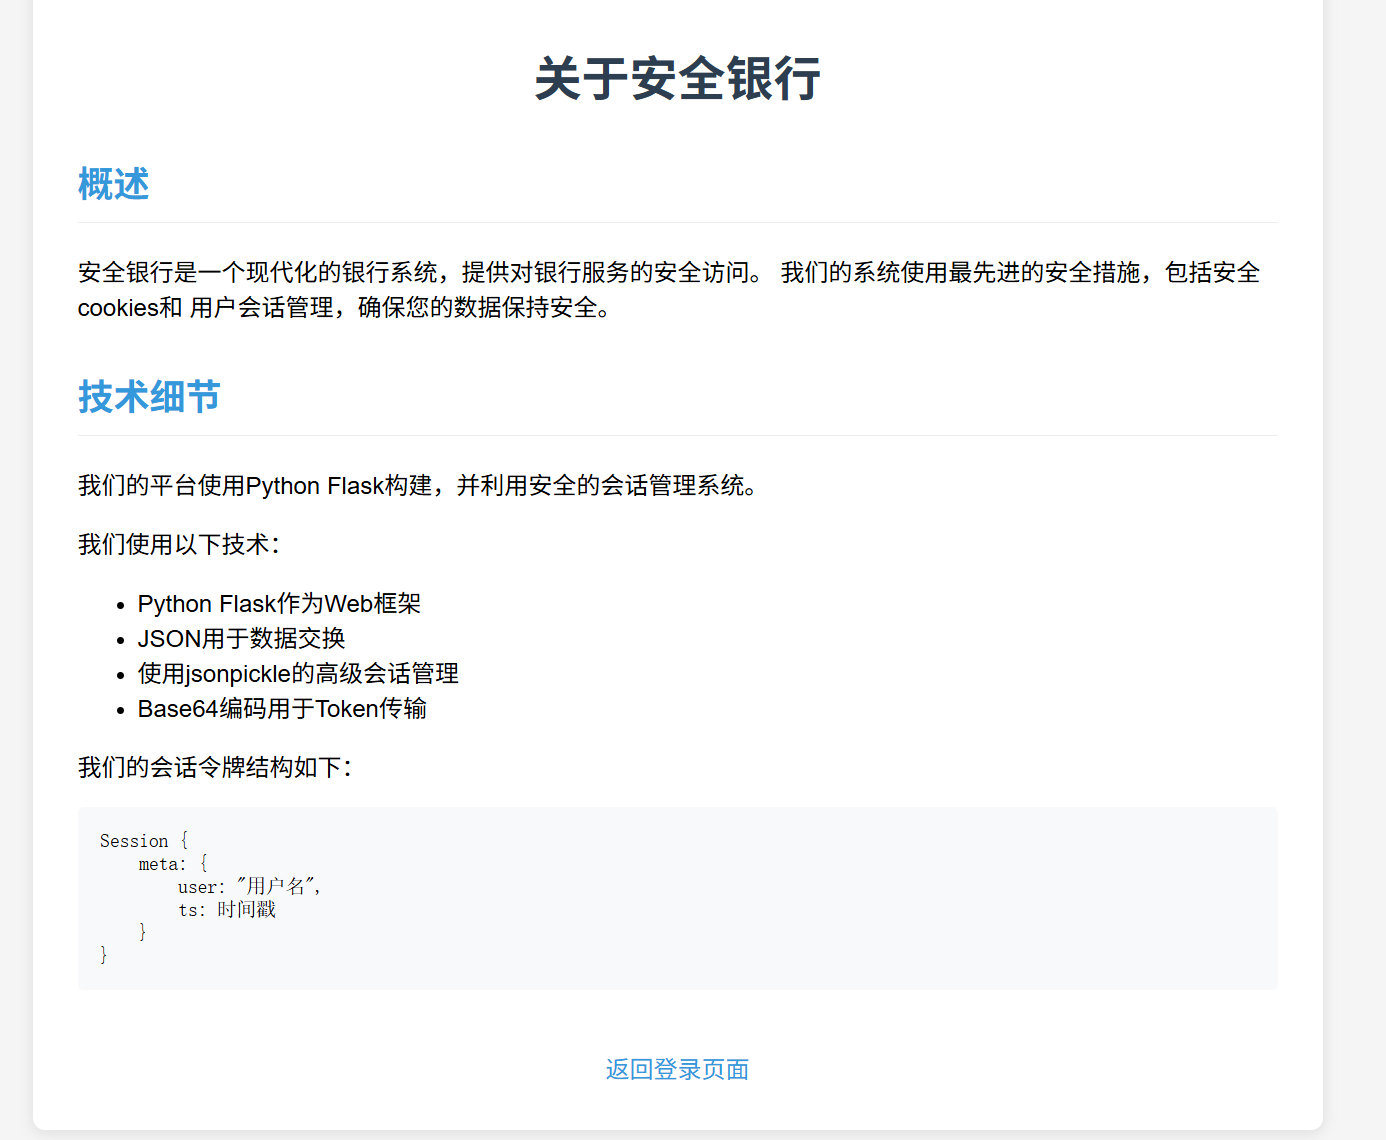 关于安全银行
概述
安全银行是一个现代化的银行系统，提供对银行服务的安全访问。 我们的系统使用最先进的安全措施，包括安全
cookies和 用户会话管理，确保您的数据保持安全。
技术细节
我们的平台使用Python Flask构建，并利用安全的会话管理系统。
我们使用以下技术：
• Python Flask作为Web框架
• JSON用于数据交换
• 使用jsonpickle的高级会话管理
• Base64编码用于Token传输
我们的会话令牌结构如下：
Session {
    meta: {
        user: "用户名",
        ts: 时间戳
    }
}
返回登录页面